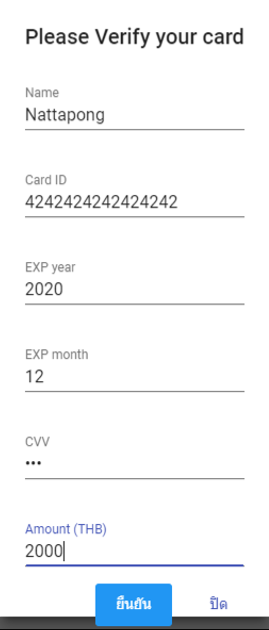 Please Verify your card
Name
Nattapong
Card ID
4242424242424242
EXP year
2020
EXP month
12
CVV
•••
Amount (THB)
2000
ยืนยัน ปิด